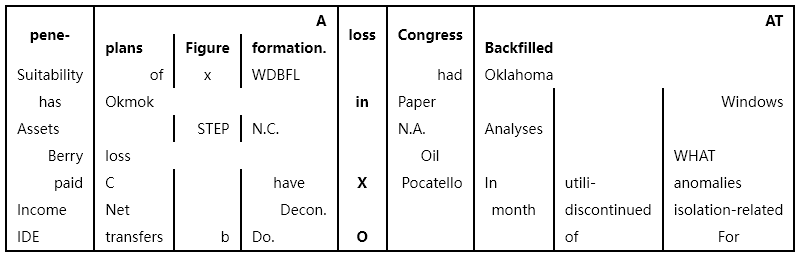 A AT
pene- loss Congress
plans Figure formation. Backfilled
Suitability of x WDBFL had Oklahoma
has Okmok in Paper Windows
Assets STEP N.C. N.A. Analyses
Berry loss Oil WHAT
paid C have X Pocatello In utili- anomalies
Income Net Decon. month discontinued isolation-related
IDE transfers b Do. O of For